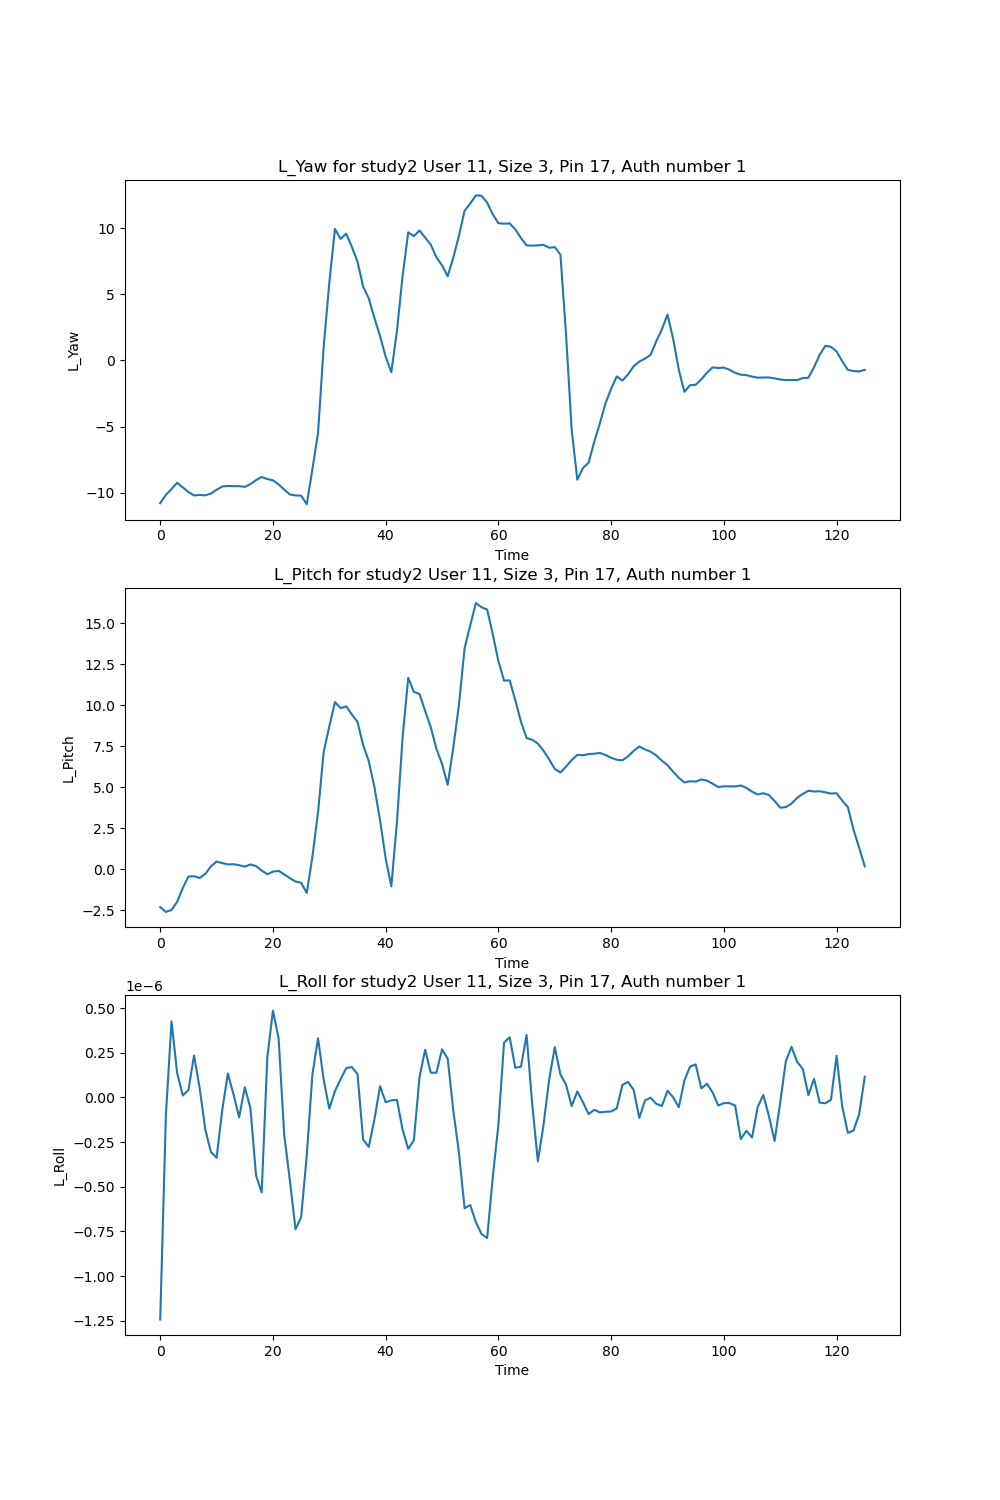 L_Yaw for study2 User 11, Size 3, Pin 17, Auth number 1
10
5
0
−5
−10
L_Yaw
0 20 40 60 80 100 120
Time
L_Pitch for study2 User 11, Size 3, Pin 17, Auth number 1
15.0
12.5
10.0
7.5
5.0
2.5
0.0
−2.5
L_Pitch
0 20 40 60 80 100 120
Time
L_Roll for study2 User 11, Size 3, Pin 17, Auth number 1
1e−6
0.50
0.25
0.00
−0.25
−0.50
−0.75
−1.00
−1.25
L_Roll
0 20 40 60 80 100 120
Time